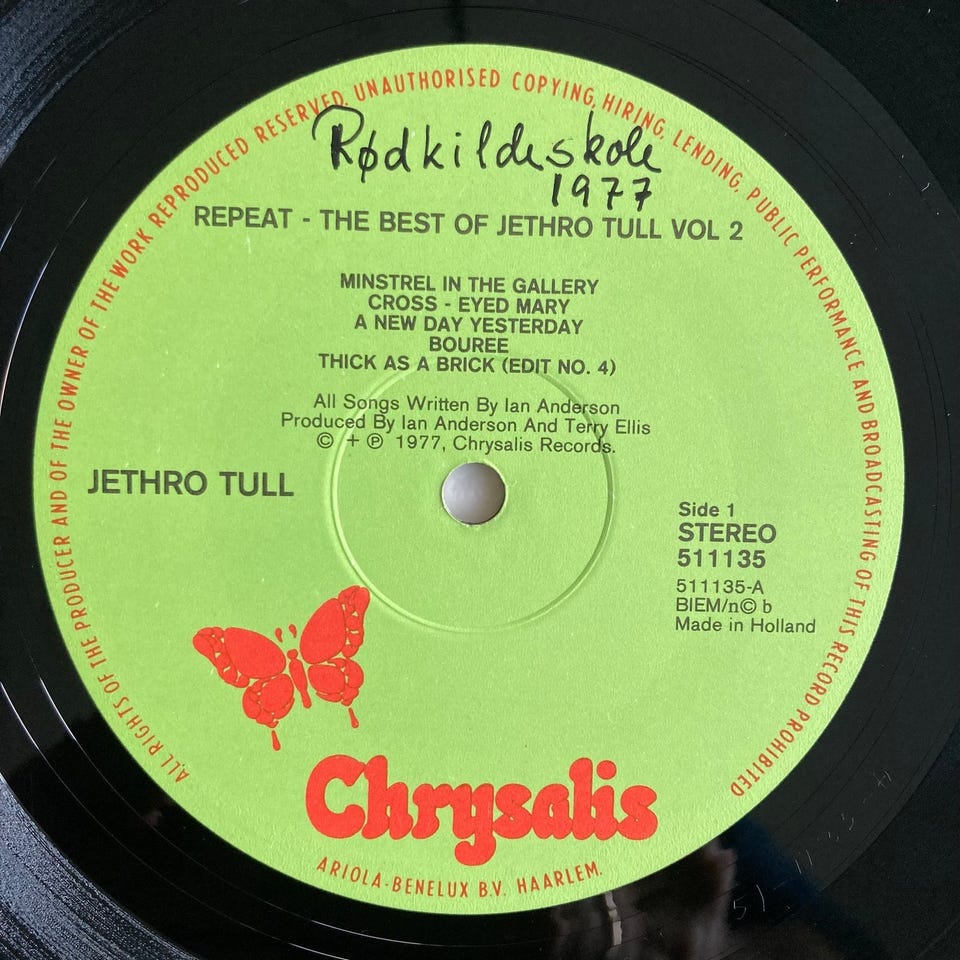 ALL RIGHTS OF THE PRODUCER AND OF THE OWNER OF THE WORK REPRODUCED RESERVED. UNAUTHORISED COPYING, HIRING, LENDING, PUBLIC PERFORMANCE AND BROADCASTING OF THIS RECORD PROHIBITED
Rødkildeskole
1977
REPEAT - THE BEST OF JETHRO TULL VOL 2
MINSTREL IN THE GALLERY
CROSS - EYED MARY
A NEW DAY YESTERDAY
BOUREE
THICK AS A BRICK (EDIT NO. 4)
All Songs Written By Ian Anderson
Produced By Ian Anderson And Terry Ellis
© + ℗ 1977, Chrysalis Records.
JETHRO TULL
Side 1
STEREO
511135
511135-A
BIEM/n© b
Made in Holland
Chrysalis
ARIOLA-BENELUX B.V. HAARLEM.